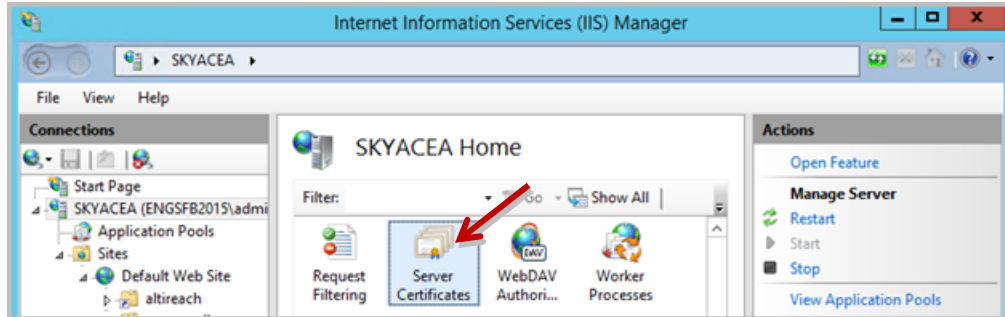 Internet Information Services (IIS) Manager
SKYACEA
File View Help
Connections
Start Page
SKYACEA (ENGSFB2015\admi
Application Pools
Sites
Default Web Site
altireach
SKYACEA Home
Filter: Go Show All
Request Filtering
Server Certificates
WebDAV Authori...
Worker Processes
Actions
Open Feature
Manage Server
Restart
Start
Stop
View Application Pools